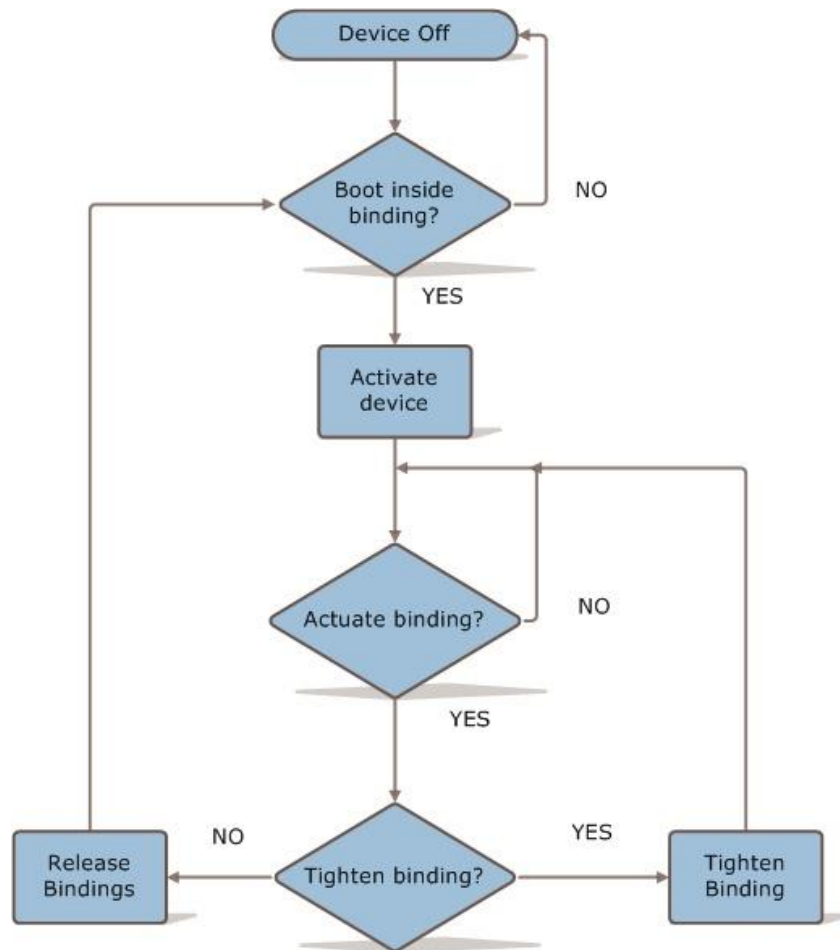 Device Off
Boot inside
binding?
NO
YES
Activate
device
Actuate binding?
NO
YES
NO
YES
Release
Bindings
Tighten binding?
Tighten
Binding